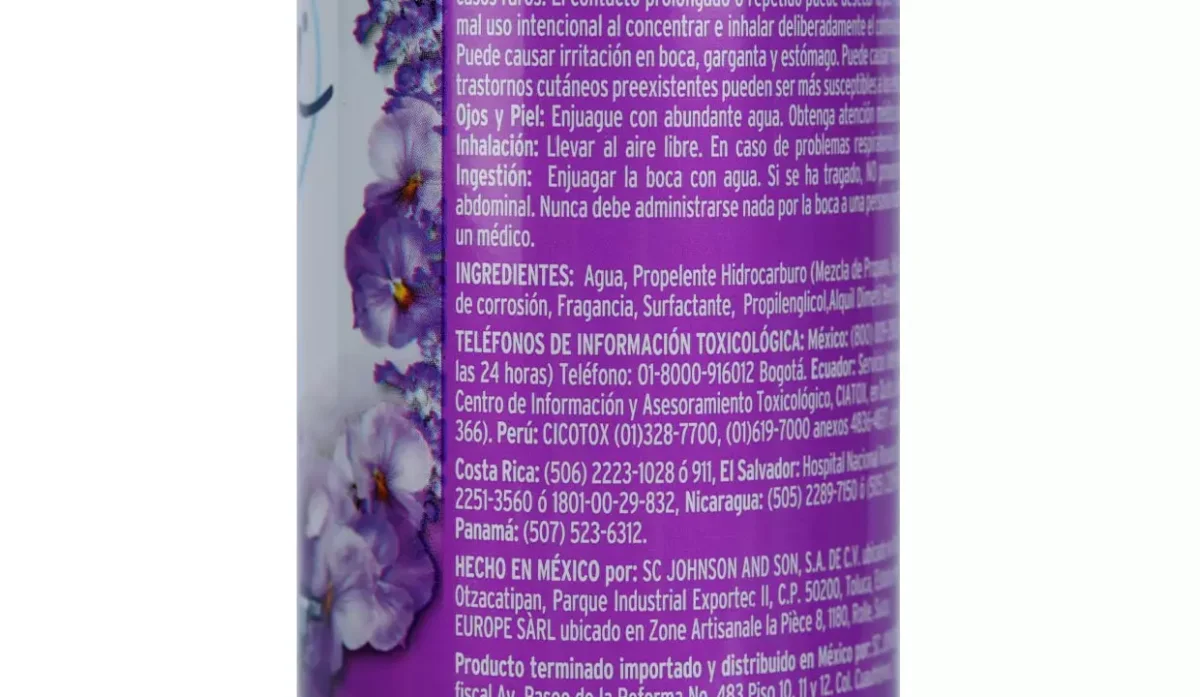 casos raros. El contacto prolongado o repetido puede
mal uso intencional al concentrar e inhalar deliberadamente el
Puede causar irritación en boca, garganta y estómago. Puede
trastornos cutáneos preexistentes pueden ser más susceptibles a
Ojos y Piel: Enjuague con abundante agua. Obtenga atención
Inhalación: Llevar al aire libre. En caso de problemas
Ingestión: Enjuagar la boca con agua. Si se ha tragado, NO
abdominal. Nunca debe administrarse nada por la boca a una
un médico.
INGREDIENTES: Agua, Propelente Hidrocarburo (Mezcla de
de corrosión, Fragancia, Surfactante, Propilenglicol, Alquil Dimetil
TELÉFONOS DE INFORMACIÓN TOXICOLÓGICA: México: (800)
las 24 horas) Teléfono: 01-8000-916012 Bogotá. Ecuador:
Centro de Información y Asesoramiento Toxicológico, CIATOX, en
366). Perú: CICOTOX (01)328-7700, (01)619-7000 anexos
Costa Rica: (506) 2223-1028 ó 911, El Salvador: Hospital Nacional
2251-3560 ó 1801-00-29-832, Nicaragua: (505) 2289-7150 ó
Panamá: (507) 523-6312.
HECHO EN MÉXICO por: SC JOHNSON AND SON, S.A. DE C.V. ubicado
Otzacatipan, Parque Industrial Exportec II, C.P. 50200, Toluca,
EUROPE SÀRL ubicado en Zone Artisanale la Pièce 8, 1180, Rolle,
Producto terminado importado y distribuido en México por:
fiscal Av. Paseo de la Reforma No. 483 Piso 10, 11 y 12. Col.